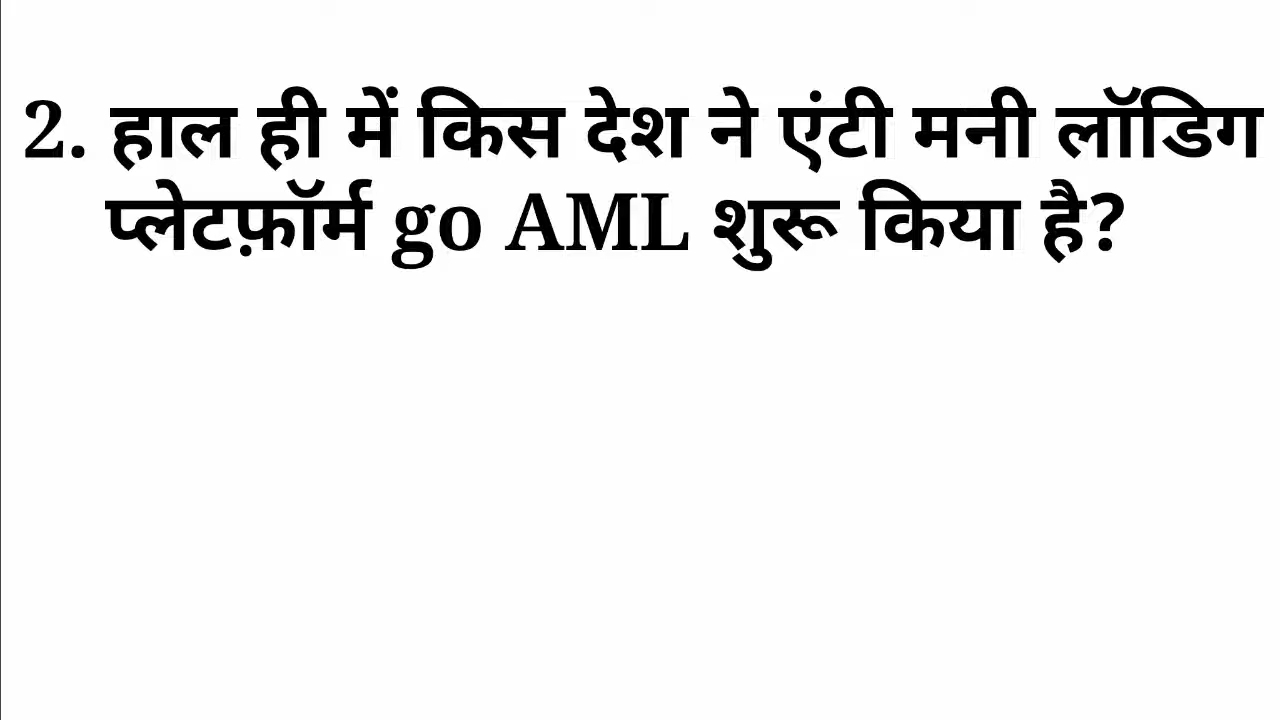 2. हाल ही में किस देश ने एंटी मनी लॉडिग
प्लेटफ़ॉर्म go AML शुरू किया है?